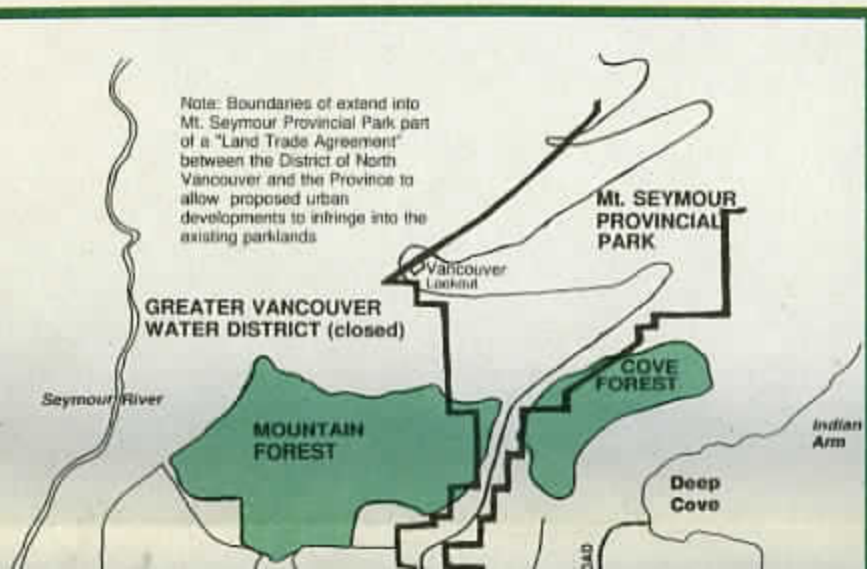 Note: Boundaries of extend into
Mt. Seymour Provincial Park part
of a "Land Trade Agreement"
between the District of North
Vancouver and the Province to
allow proposed urban
developments to infringe into the
existing parklands
Mt. SEYMOUR
PROVINCIAL
PARK
Vancouver
Lookout
GREATER VANCOUVER
WATER DISTRICT (closed)
COVE
FOREST
Seymour River
MOUNTAIN
FOREST
Indian
Arm
Deep
Cove